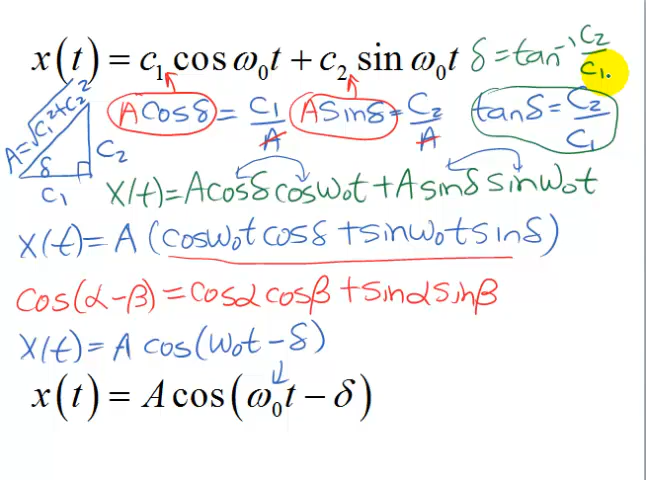 x(t) = c₁ cos ω₀t + c₂ sin ω₀t δ = tan⁻¹ C₂/C₁.
A cos δ = C₁/A A sin δ = C₂/A tan δ = C₂/C₁
A = √(C₁² + C₂²)
δ
C₂
C₁
x(t) = A cos δ cos ω₀t + A sin δ sin ω₀t
x(t) = A (cos ω₀t cos δ + sin ω₀t sin δ)
Cos(α - β) = cos α cos β + sin α sin β
x(t) = A cos(ω₀t - δ)
x(t) = A cos(ω₀t − δ)